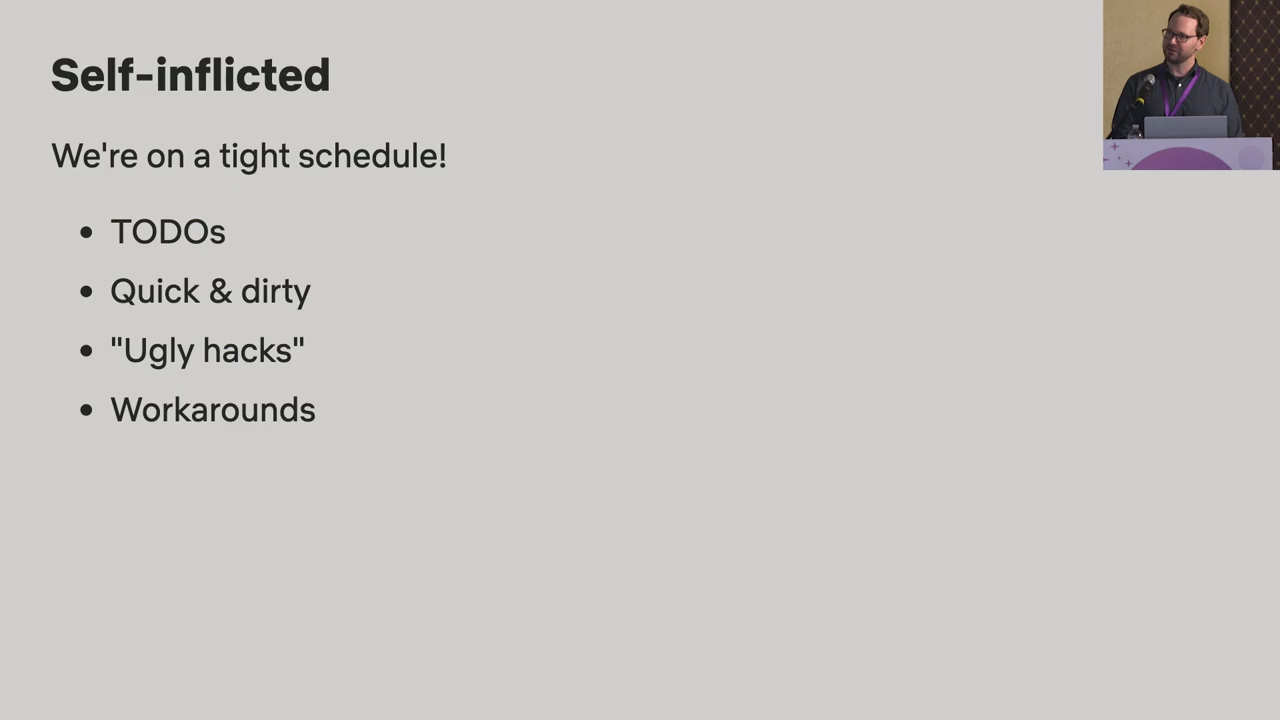 Self-inflicted
We're on a tight schedule!
• TODOs
• Quick & dirty
• "Ugly hacks"
• Workarounds